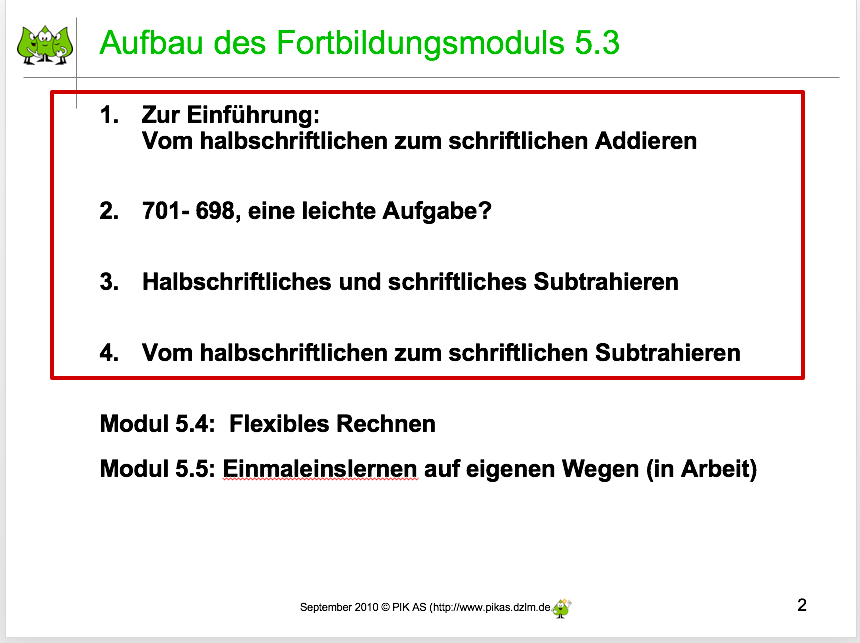 Aufbau des Fortbildungsmoduls 5.3
1. Zur Einführung:
Vom halbschriftlichen zum schriftlichen Addieren
2. 701- 698, eine leichte Aufgabe?
3. Halbschriftliches und schriftliches Subtrahieren
4. Vom halbschriftlichen zum schriftlichen Subtrahieren
Modul 5.4: Flexibles Rechnen
Modul 5.5: Einmaleinslernen auf eigenen Wegen (in Arbeit)
September 2010 © PIK AS (http://www.pikas.dzlm.de
2